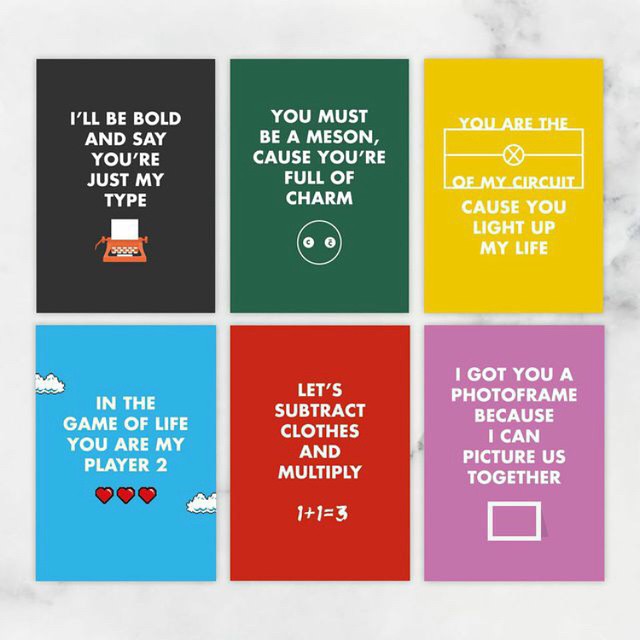 I'LL BE BOLD
AND SAY
YOU'RE
JUST MY
TYPE
YOU MUST
BE A MESON,
CAUSE YOU'RE
FULL OF
CHARM
c c̄
YOU ARE THE
OF MY CIRCUIT
CAUSE YOU
LIGHT UP
MY LIFE
IN THE
GAME OF LIFE
YOU ARE MY
PLAYER 2
LET'S
SUBTRACT
CLOTHES
AND
MULTIPLY
1+1=3
I GOT YOU A
PHOTOFRAME
BECAUSE
I CAN
PICTURE US
TOGETHER